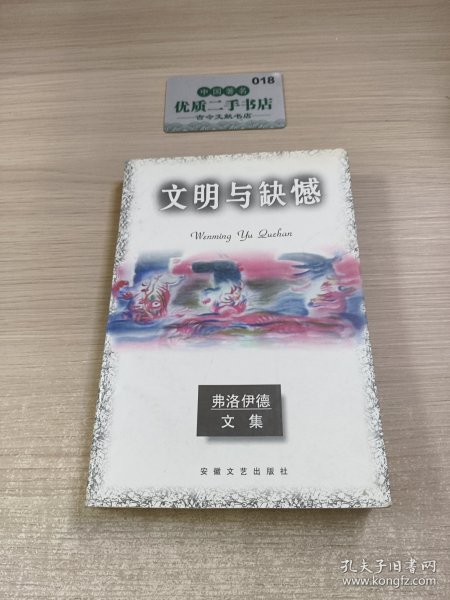 018
中国著名
优质二手书店
古今文献书店
文明与缺憾
Wenming Yu Quehan
弗洛伊德
文集
安徽文艺出版社
孔夫子旧书网
www.kongfz.com